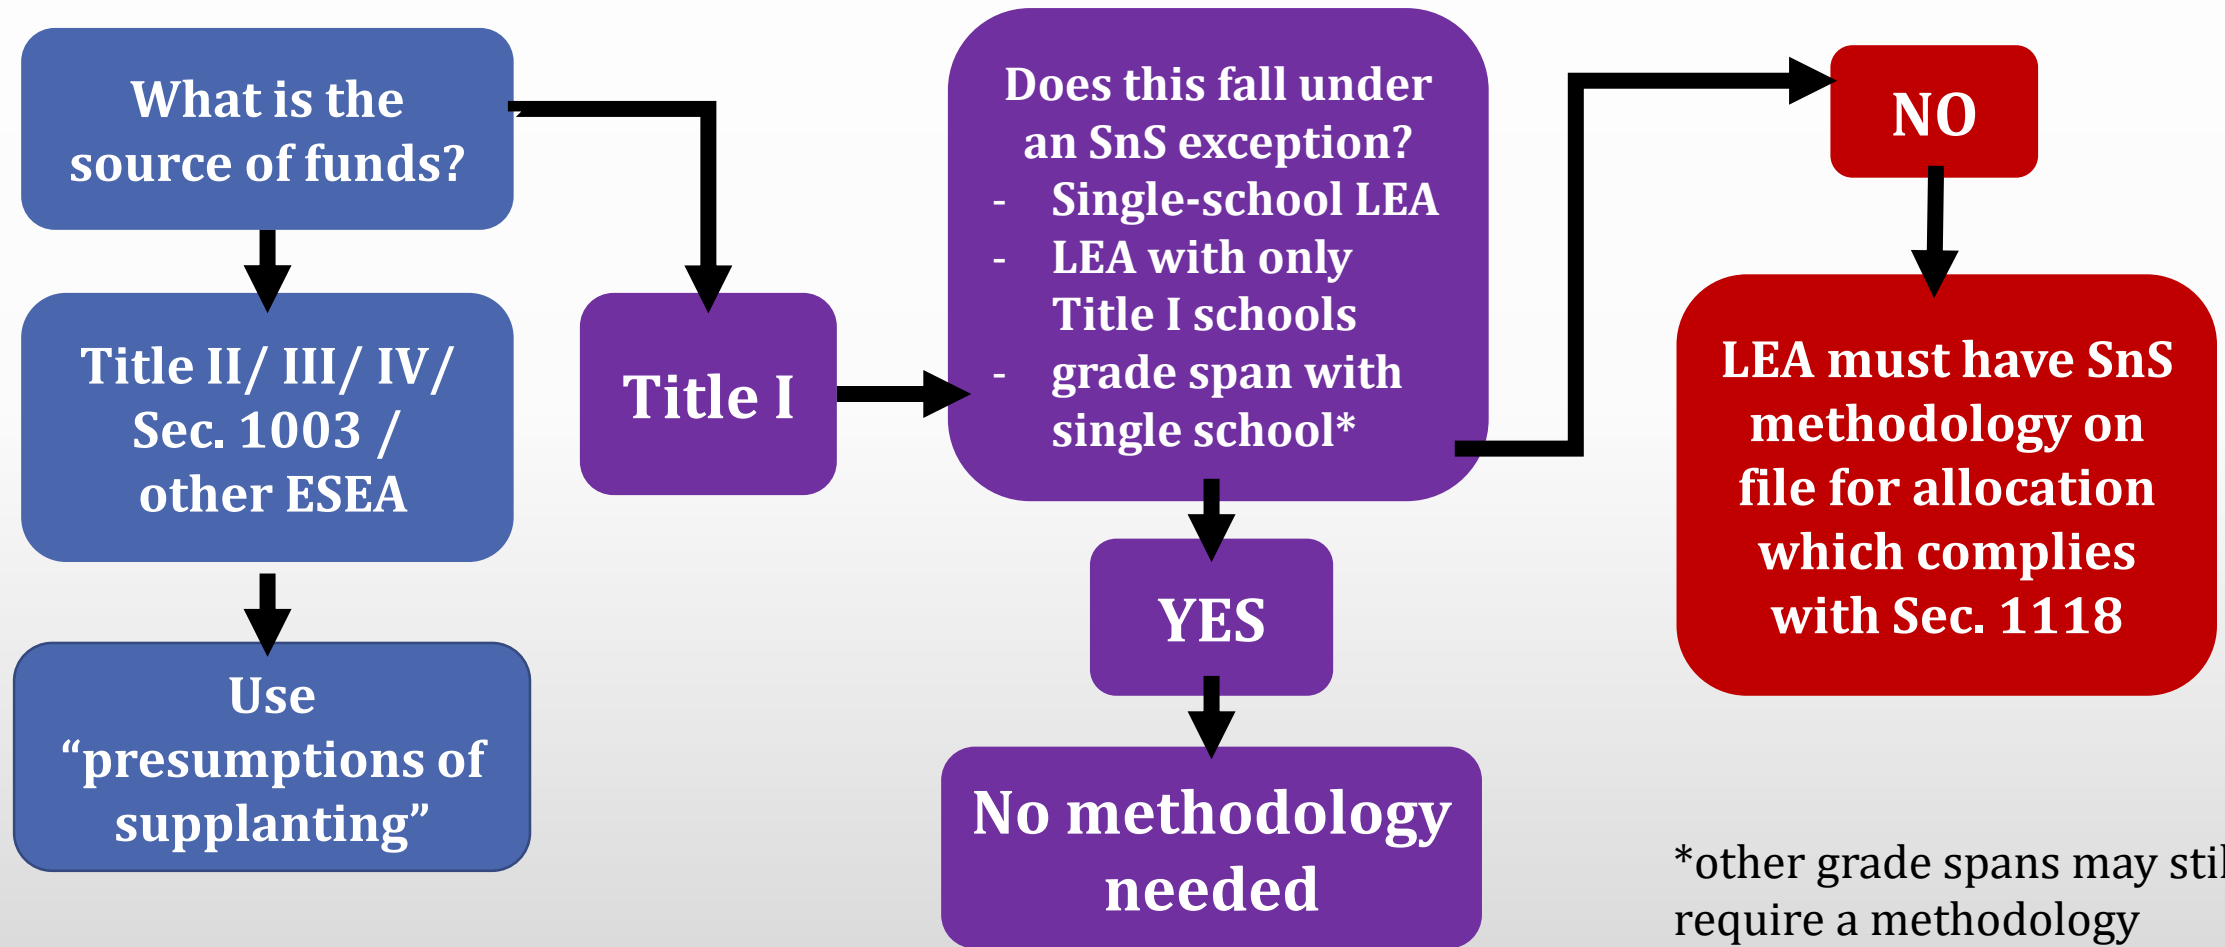 What is the
source of funds?
Title II/ III/ IV/
Sec. 1003 /
other ESEA
Use
“presumptions of
supplanting”
Title I
Does this fall under
an SnS exception?
- Single-school LEA
- LEA with only
Title I schools
- grade span with
single school*
YES
No methodology
needed
NO
LEA must have SnS
methodology on
file for allocation
which complies
with Sec. 1118
*other grade spans may still
require a methodology